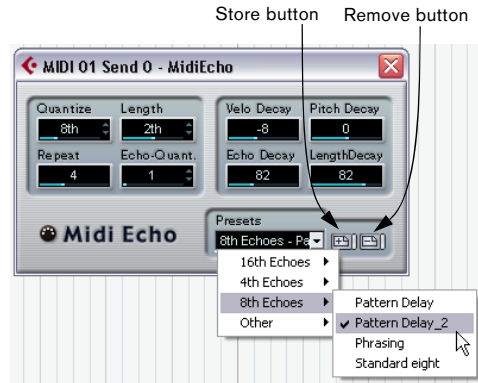 Store button Remove button
MIDI 01 Send 0 - MidiEcho
Quantize Length Velo Decay Pitch Decay
8th 2th -8 0
Repeat Echo-Quant. Echo Decay LengthDecay
4 1 82 82
Presets
Midi Echo 8th Echoes - Pa
16th Echoes
4th Echoes
8th Echoes Pattern Delay
Other Pattern Delay_2
Phrasing
Standard eight